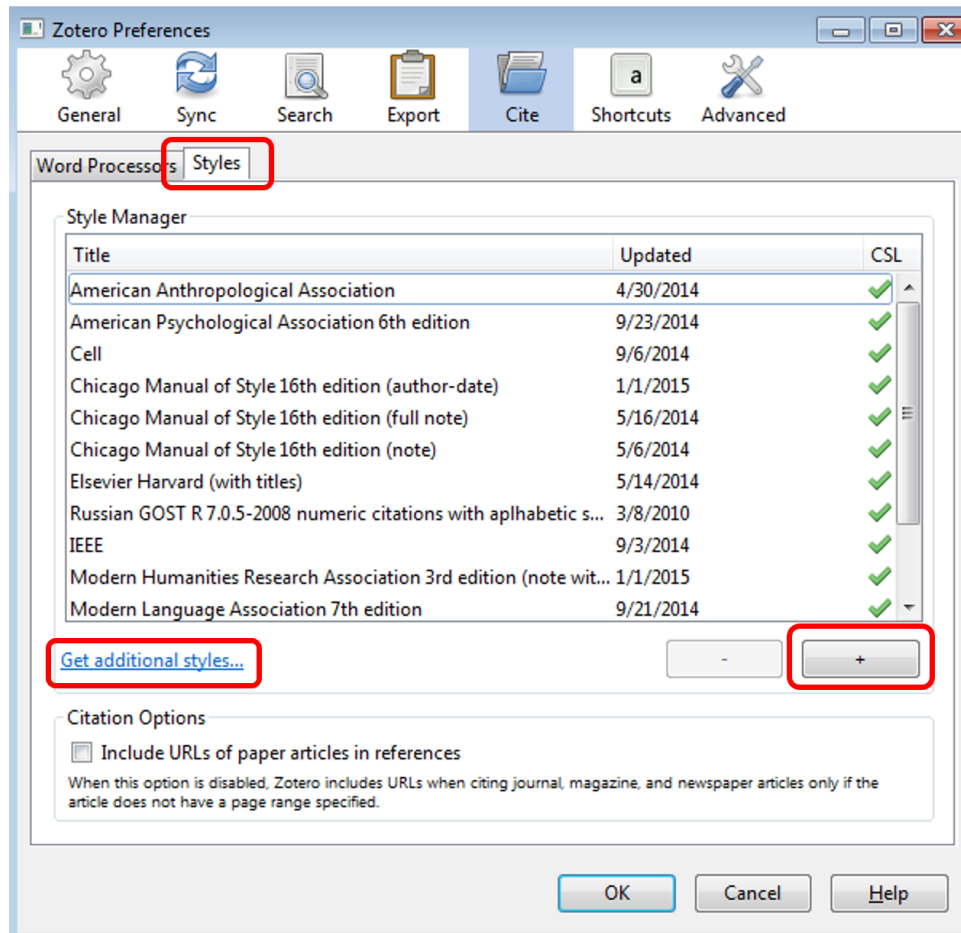 Zotero Preferences
General Sync Search Export Cite a Shortcuts Advanced
Word Processors Styles
Style Manager
Title Updated CSL
American Anthropological Association 4/30/2014
American Psychological Association 6th edition 9/23/2014
Cell 9/6/2014
Chicago Manual of Style 16th edition (author-date) 1/1/2015
Chicago Manual of Style 16th edition (full note) 5/16/2014
Chicago Manual of Style 16th edition (note) 5/6/2014
Elsevier Harvard (with titles) 5/14/2014
Russian GOST R 7.0.5-2008 numeric citations with aplhabetic s... 3/8/2010
IEEE 9/3/2014
Modern Humanities Research Association 3rd edition (note wit... 1/1/2015
Modern Language Association 7th edition 9/21/2014
Get additional styles... - +
Citation Options
Include URLs of paper articles in references
When this option is disabled, Zotero includes URLs when citing journal, magazine, and newspaper articles only if the
article does not have a page range specified.
OK Cancel Help